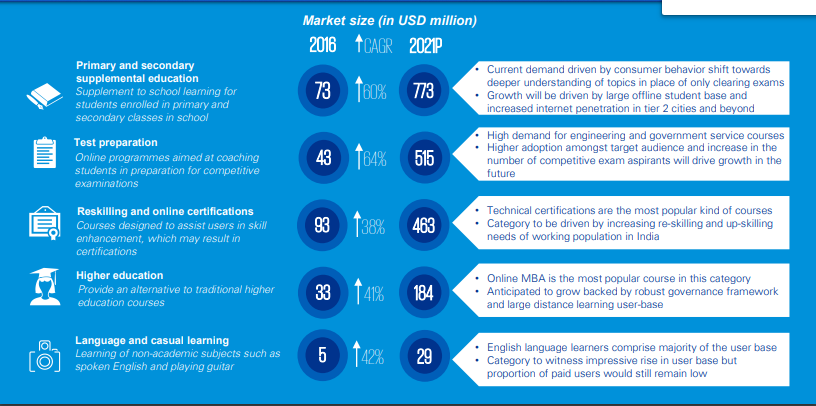 Market size (in USD million)
2016 CAGR 2021P
Primary and secondary
supplemental education
Supplement to school learning for
students enrolled in primary and
secondary classes in school
73 60% 773
• Current demand driven by consumer behavior shift towards
deeper understanding of topics in place of only clearing exams
• Growth will be driven by large offline student base and
increased internet penetration in tier 2 cities and beyond
Test preparation
Online programmes aimed at coaching
students in preparation for competitive
examinations
43 64% 515
• High demand for engineering and government service courses
• Higher adoption amongst target audience and increase in the
number of competitive exam aspirants will drive growth in the
future
Reskilling and online certifications
Courses designed to assist users in skill
enhancement, which may result in
certifications
93 38% 463
• Technical certifications are the most popular kind of courses
• Category to be driven by increasing re-skilling and up-skilling
needs of working population in India
Higher education
Provide an alternative to traditional higher
education courses
33 41% 184
• Online MBA is the most popular course in this category
• Anticipated to grow backed by robust governance framework
and large distance learning user-base
Language and casual learning
Learning of non-academic subjects such as
spoken English and playing guitar
5 42% 29
• English language learners comprise majority of the user base
• Category to witness impressive rise in user base but
proportion of paid users would still remain low